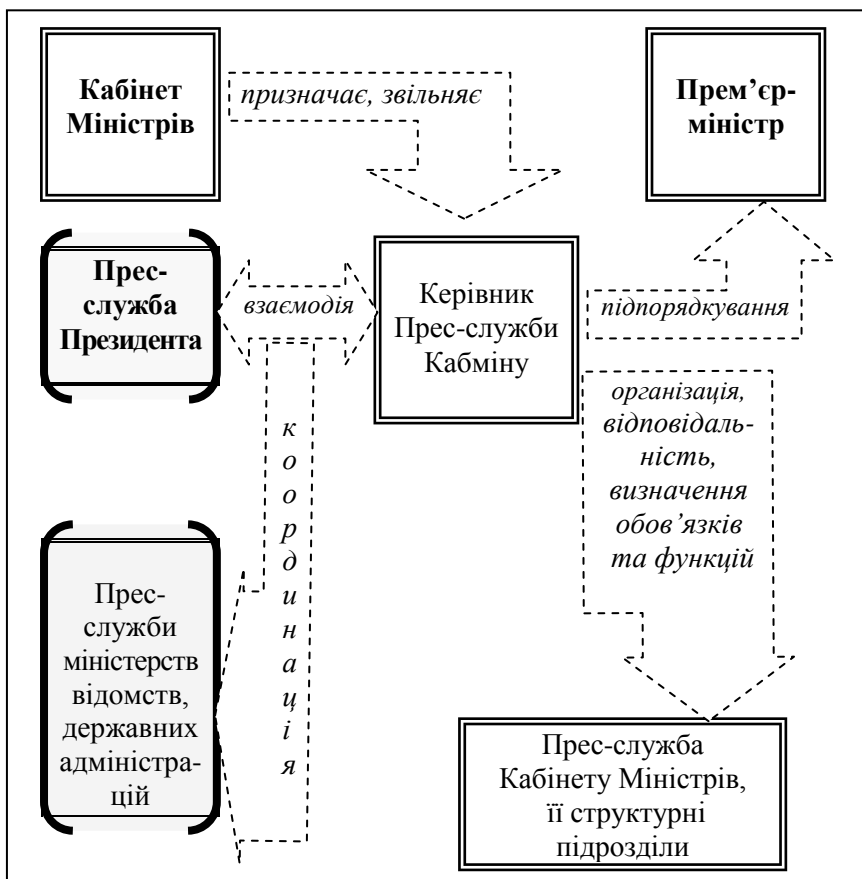 Кабінет
Міністрів
призначає, звільняє
Прем’єр-
міністр
Прес-
служба
Президента
взаємодія
Керівник
Прес-служби
Кабміну
підпорядкування
організація,
відповідаль-
ність,
визначення
обов’язків
та функцій
координація
Прес-
служби
міністерств
відомств,
державних
адміністра-
цій
Прес-служба
Кабінету Міністрів,
її структурні
підрозділи